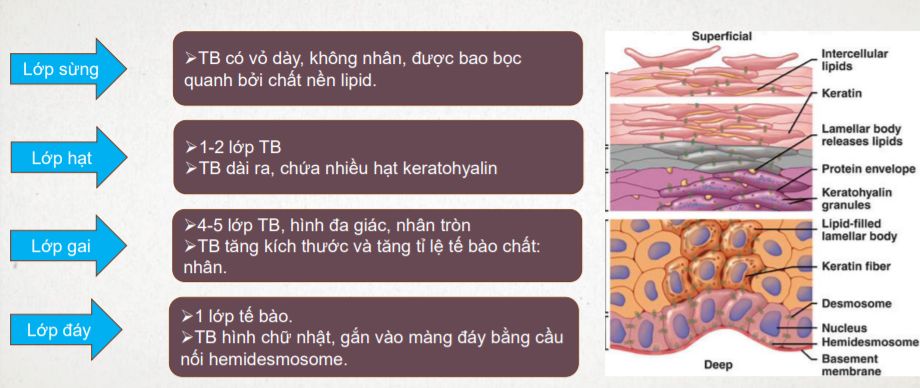 Lớp sừng
➢TB có vỏ dày, không nhân, được bao bọc
quanh bởi chất nền lipid.
Lớp hạt
➢1-2 lớp TB
➢TB dài ra, chứa nhiều hạt keratohyalin
Lớp gai
➢4-5 lớp TB, hình đa giác, nhân tròn
➢TB tăng kích thước và tăng tỉ lệ tế bào chất:
nhân.
Lớp đáy
➢1 lớp tế bào.
➢TB hình chữ nhật, gắn vào màng đáy bằng cầu
nối hemidesmosome.
Superficial
Intercellular
lipids
Keratin
Lamellar body
releases lipids
Protein envelope
Keratohyalin
granules
Lipid-filled
lamellar body
Keratin fiber
Desmosome
Nucleus
Hemidesmosome
Basement
membrane
Deep